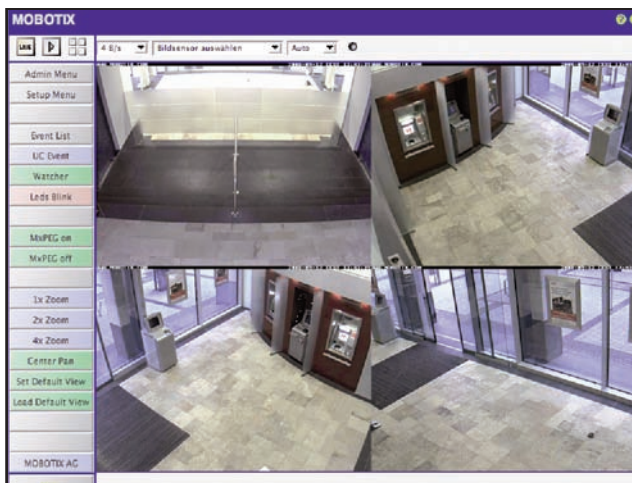 MOBOTIX
LIVE
4 B/s
Bildsensor auswählen
Auto
Admin Menu
Setup Menu
Event List
UC Event
Watcher
Leds Blink
MxPEG on
MxPEG off
1x Zoom
2x Zoom
4x Zoom
Center Pan
Set Default View
Load Default View
MOBOTIX AG